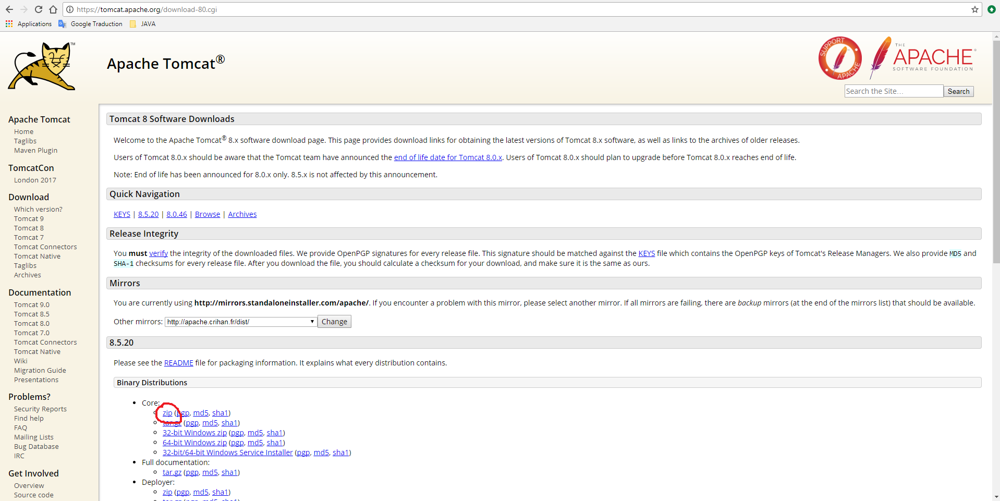 https://tomcat.apache.org/download-80.cgi
Applications Google Traduction JAVA
TM
Apache Tomcat®
SUPPORT APACHE
THE APACHE® SOFTWARE FOUNDATION
Search the Site... Search
Apache Tomcat
Home
Taglibs
Maven Plugin
TomcatCon
London 2017
Download
Which version?
Tomcat 9
Tomcat 8
Tomcat 7
Tomcat Connectors
Tomcat Native
Taglibs
Archives
Documentation
Tomcat 9.0
Tomcat 8.5
Tomcat 8.0
Tomcat 7.0
Tomcat Connectors
Tomcat Native
Wiki
Migration Guide
Presentations
Problems?
Security Reports
Find help
FAQ
Mailing Lists
Bug Database
IRC
Get Involved
Overview
Source code
Tomcat 8 Software Downloads
Welcome to the Apache Tomcat® 8.x software download page. This page provides download links for obtaining the latest versions of Tomcat 8.x software, as well as links to the archives of older releases.
Users of Tomcat 8.0.x should be aware that the Tomcat team have announced the end of life date for Tomcat 8.0.x. Users of Tomcat 8.0.x should plan to upgrade before Tomcat 8.0.x reaches end of life.
Note: End of life has been announced for 8.0.x only. 8.5.x is not affected by this announcement.
Quick Navigation
KEYS | 8.5.20 | 8.0.46 | Browse | Archives
Release Integrity
You must verify the integrity of the downloaded files. We provide OpenPGP signatures for every release file. This signature should be matched against the KEYS file which contains the OpenPGP keys of Tomcat's Release Managers. We also provide MD5 and
SHA-1 checksums for every release file. After you download the file, you should calculate a checksum for your download, and make sure it is the same as ours.
Mirrors
You are currently using http://mirrors.standaloneinstaller.com/apache/. If you encounter a problem with this mirror, please select another mirror. If all mirrors are failing, there are backup mirrors (at the end of the mirrors list) that should be available.
Other mirrors: http://apache.crihan.fr/dist/ Change
8.5.20
Please see the README file for packaging information. It explains what every distribution contains.
Binary Distributions
Core:
zip (pgp, md5, sha1)
tar.gz (pgp, md5, sha1)
32-bit Windows zip (pgp, md5, sha1)
64-bit Windows zip (pgp, md5, sha1)
32-bit/64-bit Windows Service Installer (pgp, md5, sha1)
Full documentation:
tar.gz (pgp, md5, sha1)
Deployer:
zip (pgp, md5, sha1)
tar.gz (pgp, md5, sha1)